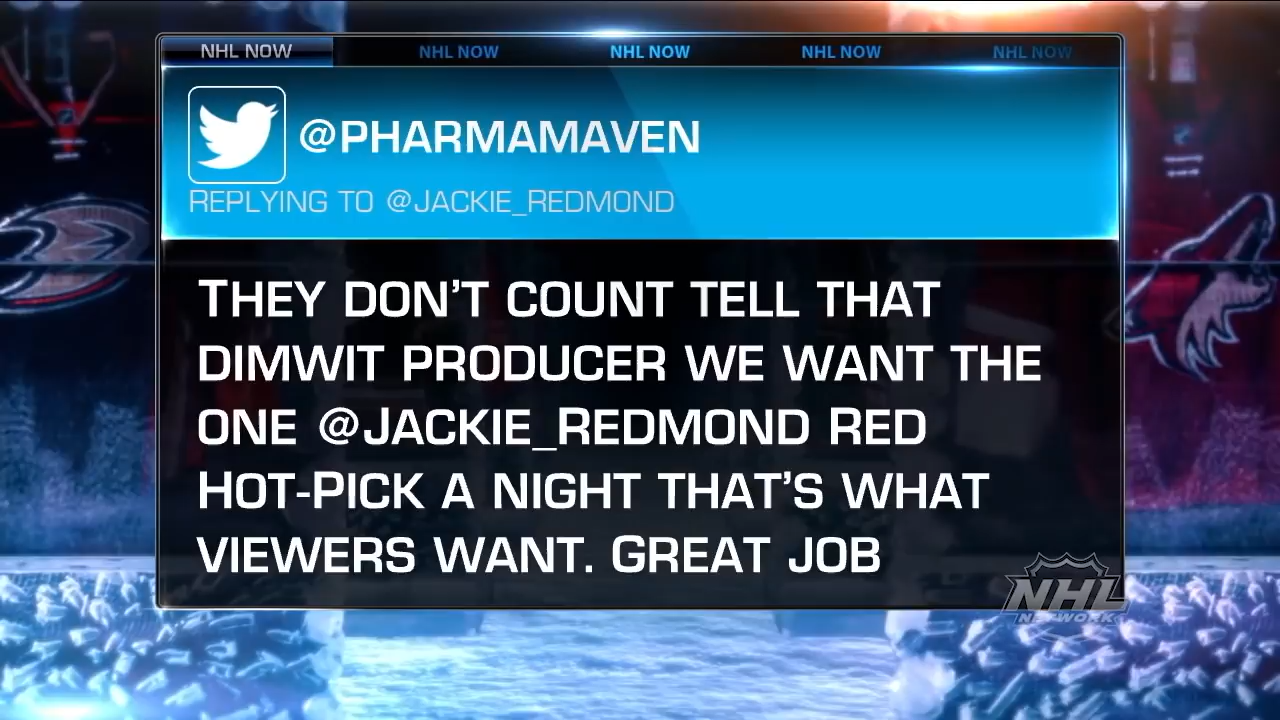 NHL NOW NHL NOW NHL NOW NHL NOW NHL NOW
@PHARMAMAVEN
REPLYING TO @JACKIE_REDMOND
THEY DON'T COUNT TELL THAT
DIMWIT PRODUCER WE WANT THE
ONE @JACKIE_REDMOND RED
HOT-PICK A NIGHT THAT'S WHAT
VIEWERS WANT. GREAT JOB
NHL
NETWORK